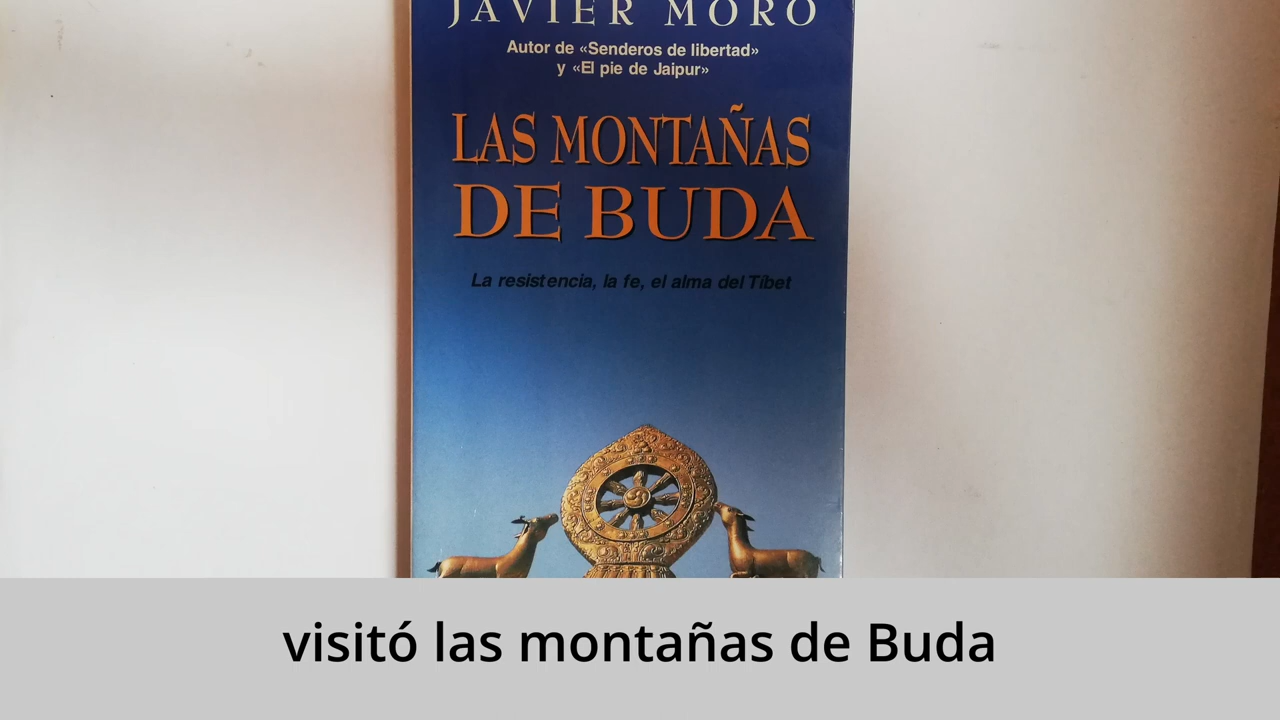 JAVIER MORO
Autor de «Senderos de libertad»
y «El pie de Jaipur»
LAS MONTAÑAS
DE BUDA
La resistencia, la fe, el alma del Tíbet
visitó las montañas de Buda